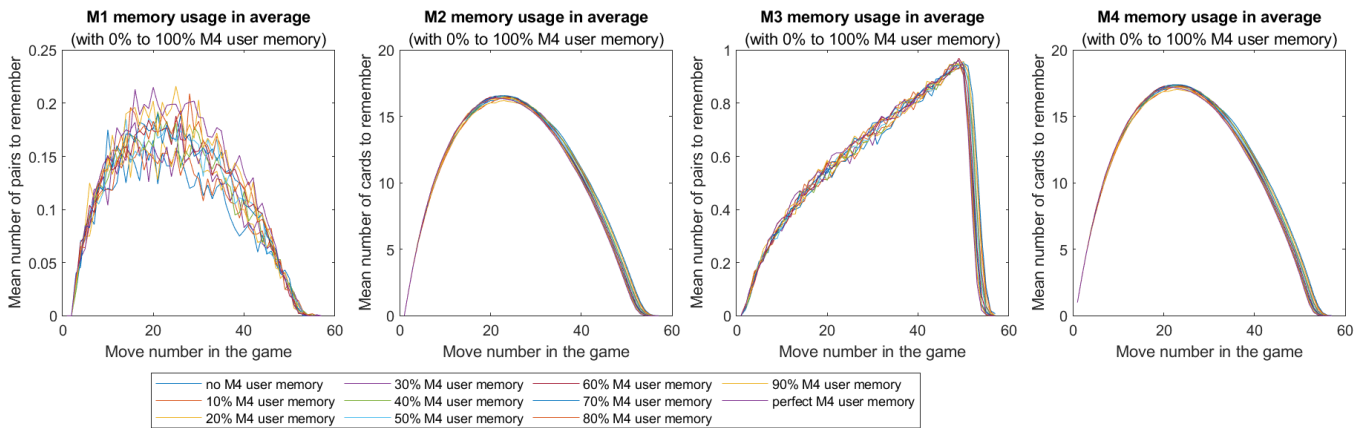 M1 memory usage in average
(with 0% to 100% M4 user memory)
Mean number of pairs to remember
0.25
0.2
0.15
0.1
0.05
0
0 20 40 60
Move number in the game
M2 memory usage in average
(with 0% to 100% M4 user memory)
Mean number of cards to remember
20
15
10
5
0
0 20 40 60
Move number in the game
M3 memory usage in average
(with 0% to 100% M4 user memory)
Mean number of pairs to remember
1
0.8
0.6
0.4
0.2
0
0 20 40 60
Move number in the game
M4 memory usage in average
(with 0% to 100% M4 user memory)
Mean number of cards to remember
20
15
10
5
0
0 20 40 60
Move number in the game
no M4 user memory
10% M4 user memory
20% M4 user memory
30% M4 user memory
40% M4 user memory
50% M4 user memory
60% M4 user memory
70% M4 user memory
80% M4 user memory
90% M4 user memory
perfect M4 user memory